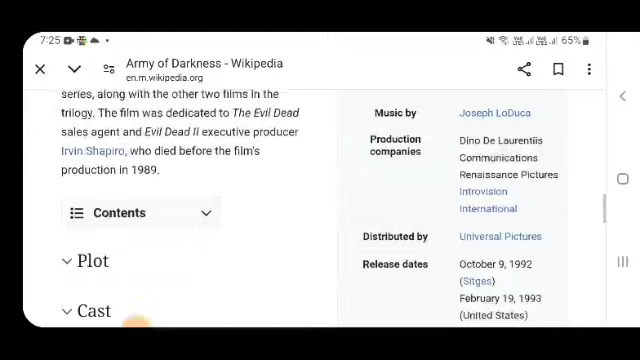 7:25
65%
Army of Darkness - Wikipedia
en.m.wikipedia.org
series, along with the other two films in the
trilogy. The film was dedicated to The Evil Dead
sales agent and Evil Dead II executive producer
Irvin Shapiro, who died before the film's
production in 1989.
Contents
Plot
Cast
Music by Joseph LoDuca
Production Dino De Laurentiis
companies Communications
Renaissance Pictures
Introvision
International
Distributed by Universal Pictures
Release dates October 9, 1992
(Sitges)
February 19, 1993
(United States)